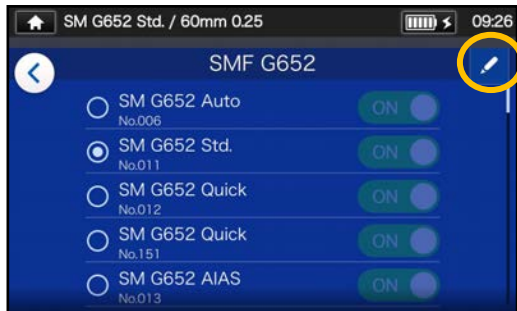 SM G652 Std. / 60mm 0.25 09:26
SMF G652
SM G652 Auto ON
No.006
SM G652 Std. ON
No.011
SM G652 Quick ON
No.012
SM G652 Quick ON
No.151
SM G652 AIAS ON
No.013